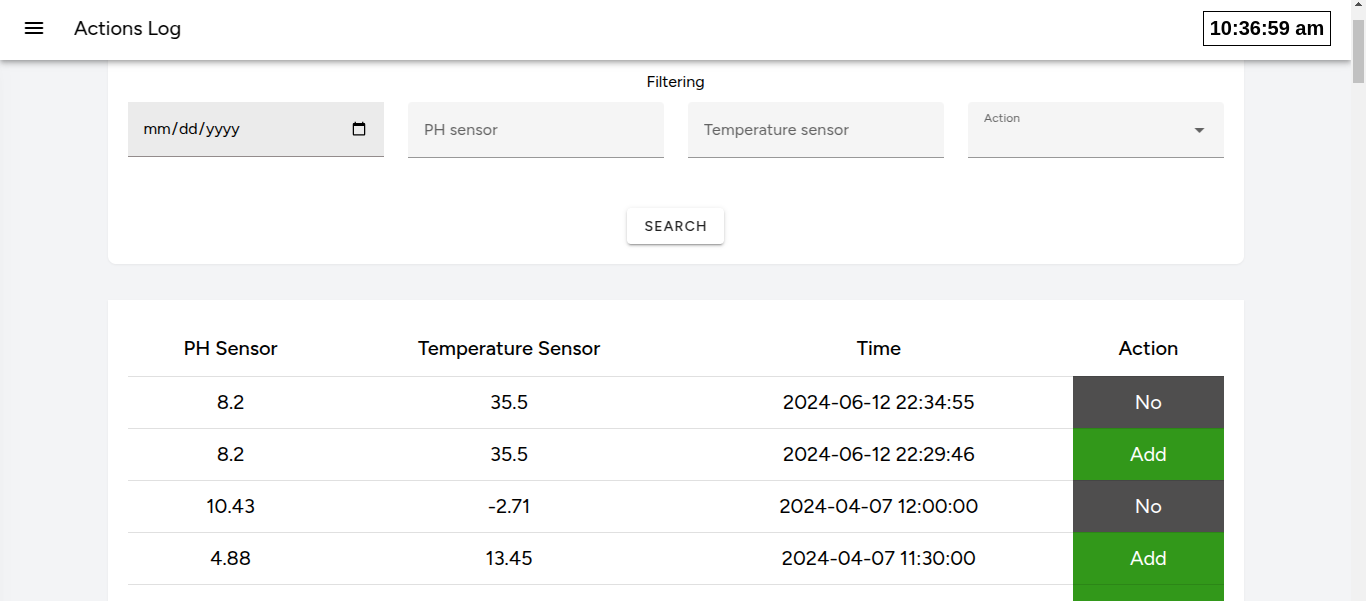 Actions Log 10:36:59 am
Filtering
mm/dd/yyyy PH sensor Temperature sensor Action
SEARCH
PH Sensor Temperature Sensor Time Action
8.2 35.5 2024-06-12 22:34:55 No
8.2 35.5 2024-06-12 22:29:46 Add
10.43 -2.71 2024-04-07 12:00:00 No
4.88 13.45 2024-04-07 11:30:00 Add